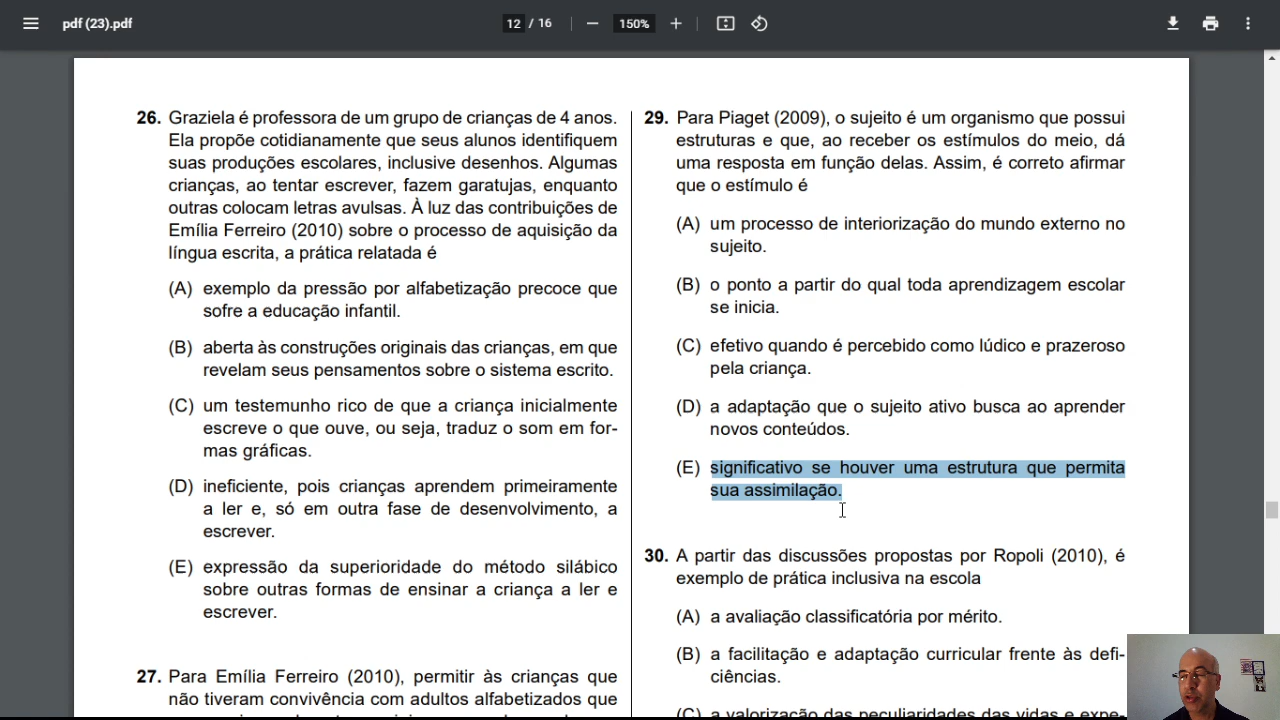 pdf (23).pdf
12 / 16
150%
26. Graziela é professora de um grupo de crianças de 4 anos.
Ela propõe cotidianamente que seus alunos identifiquem
suas produções escolares, inclusive desenhos. Algumas
crianças, ao tentar escrever, fazem garatujas, enquanto
outras colocam letras avulsas. À luz das contribuições de
Emília Ferreiro (2010) sobre o processo de aquisição da
língua escrita, a prática relatada é
(A) exemplo da pressão por alfabetização precoce que
sofre a educação infantil.
(B) aberta às construções originais das crianças, em que
revelam seus pensamentos sobre o sistema escrito.
(C) um testemunho rico de que a criança inicialmente
escreve o que ouve, ou seja, traduz o som em for-
mas gráficas.
(D) ineficiente, pois crianças aprendem primeiramente
a ler e, só em outra fase de desenvolvimento, a
escrever.
(E) expressão da superioridade do método silábico
sobre outras formas de ensinar a criança a ler e
escrever.
27. Para Emília Ferreiro (2010), permitir às crianças que
não tiveram convivência com adultos alfabetizados que
29. Para Piaget (2009), o sujeito é um organismo que possui
estruturas e que, ao receber os estímulos do meio, dá
uma resposta em função delas. Assim, é correto afirmar
que o estímulo é
(A) um processo de interiorização do mundo externo no
sujeito.
(B) o ponto a partir do qual toda aprendizagem escolar
se inicia.
(C) efetivo quando é percebido como lúdico e prazeroso
pela criança.
(D) a adaptação que o sujeito ativo busca ao aprender
novos conteúdos.
(E) significativo se houver uma estrutura que permita
sua assimilação.
30. A partir das discussões propostas por Ropoli (2010), é
exemplo de prática inclusiva na escola
(A) a avaliação classificatória por mérito.
(B) a facilitação e adaptação curricular frente às defi-
ciências.
(C) a valorização das peculiaridades das vidas e expe-